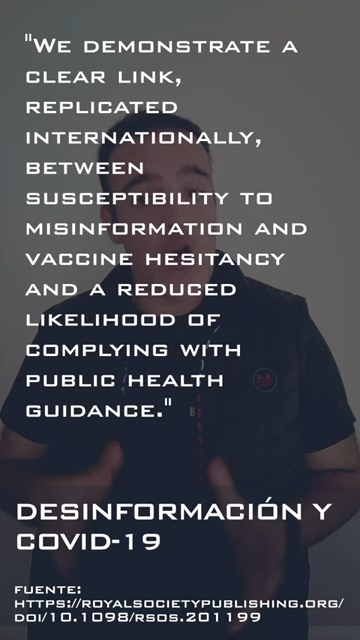 "We demonstrate a
clear link,
replicated
internationally,
between
susceptibility to
misinformation and
vaccine hesitancy
and a reduced
likelihood of
complying with
public health
guidance."
DESINFORMACIÓN Y
COVID-19
FUENTE:
HTTPS://ROYALSOCIETYPUBLISHING.ORG/
DOI/10.1098/RSOS.201199